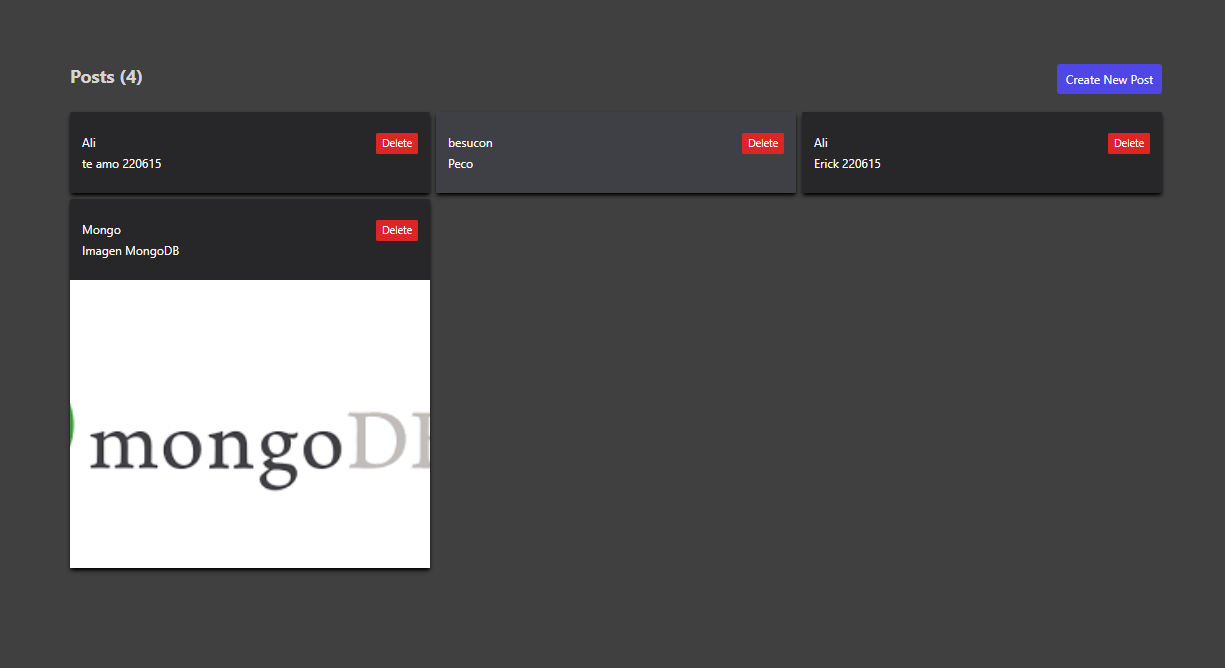 Posts (4)
Create New Post
Ali
Delete
te amo 220615
besucon
Delete
Peco
Ali
Delete
Erick 220615
Mongo
Delete
Imagen MongoDB
mongoD